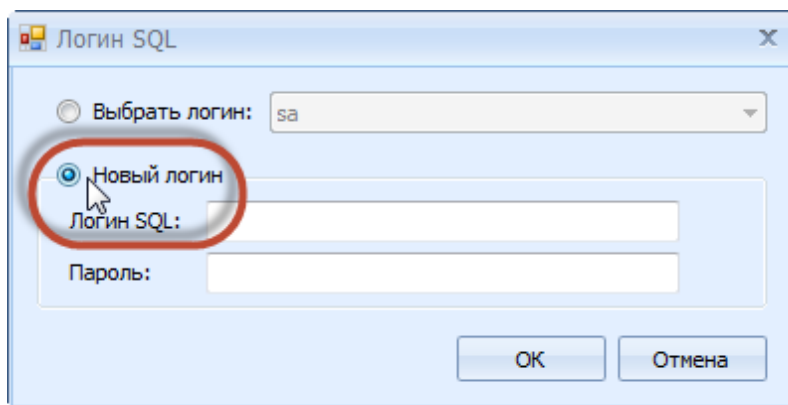 Логин SQL
Выбрать логин: sa
Новый логин
Логин SQL:
Пароль:
OK Отмена